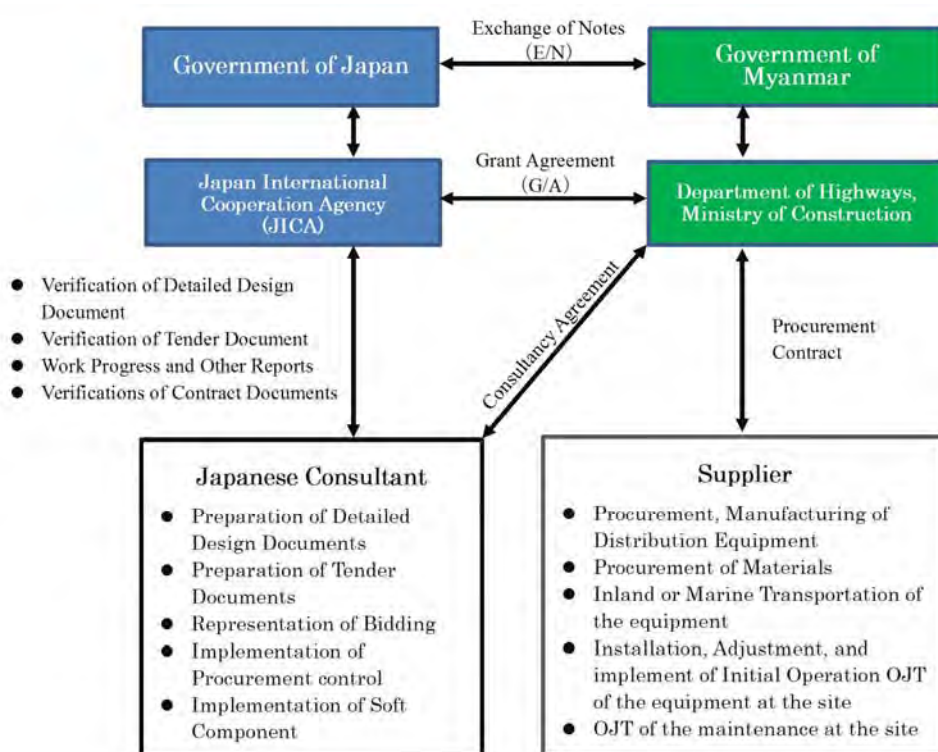 Exchange of Notes
(E/N)
Government of Japan
Government of
Myanmar
Grant Agreement
(G/A)
Japan International
Cooperation Agency
(JICA)
Department of Highways,
Ministry of Construction
● Verification of Detailed Design
Document
● Verification of Tender Document
● Work Progress and Other Reports
● Verifications of Contract Documents
Consultancy Agreement
Procurement
Contract
Japanese Consultant
● Preparation of Detailed
Design Documents
● Preparation of Tender
Documents
● Representation of Bidding
● Implementation of
Procurement control
● Implementation of Soft
Component
Supplier
● Procurement, Manufacturing of
Distribution Equipment
● Procurement of Materials
● Inland or Marine Transportation of
the equipment
● Installation, Adjustment, and
implement of Initial Operation OJT
of the equipment at the site
● OJT of the maintenance at the site